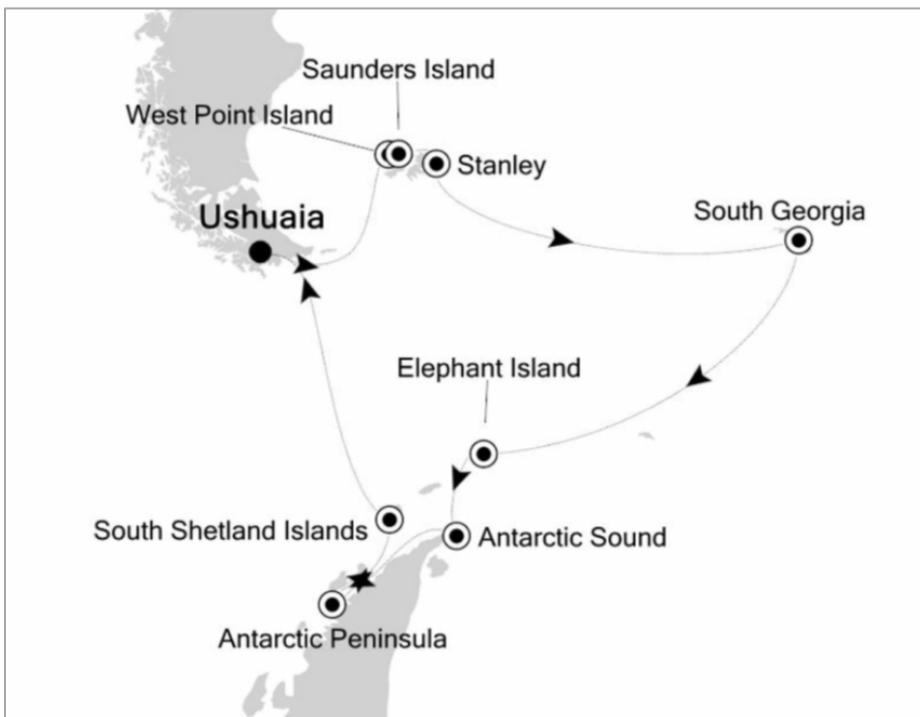 Saunders Island
West Point Island
Stanley
Ushuaia
South Georgia
Elephant Island
South Shetland Islands
Antarctic Sound
Antarctic Peninsula